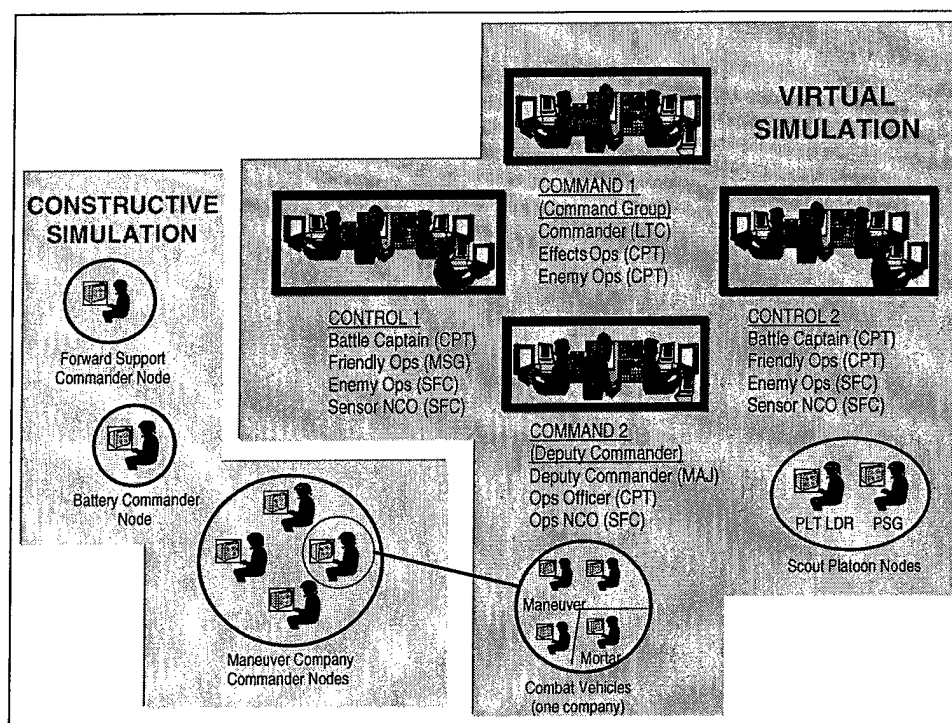 VIRTUAL
SIMULATION
CONSTRUCTIVE
SIMULATION
COMMAND 1
(Command Group)
Commander (LTC)
Effects Ops (CPT)
Enemy Ops (CPT)
CONTROL 1
Battle Captain (CPT)
Friendly Ops (MSG)
Enemy Ops (SFC)
Sensor NCO (SFC)
CONTROL 2
Battle Captain (CPT)
Friendly Ops (CPT)
Enemy Ops (SFC)
Sensor NCO (SFC)
COMMAND 2
(Deputy Commander)
Deputy Commander (MAJ)
Ops Officer (CPT)
Ops NCO (SFC)
Forward Support
Commander Node
Battery Commander
Node
Maneuver Company
Commander Nodes
Maneuver
Mortar
Combat Vehicles
(one company)
PLT LDR PSG
Scout Platoon Nodes